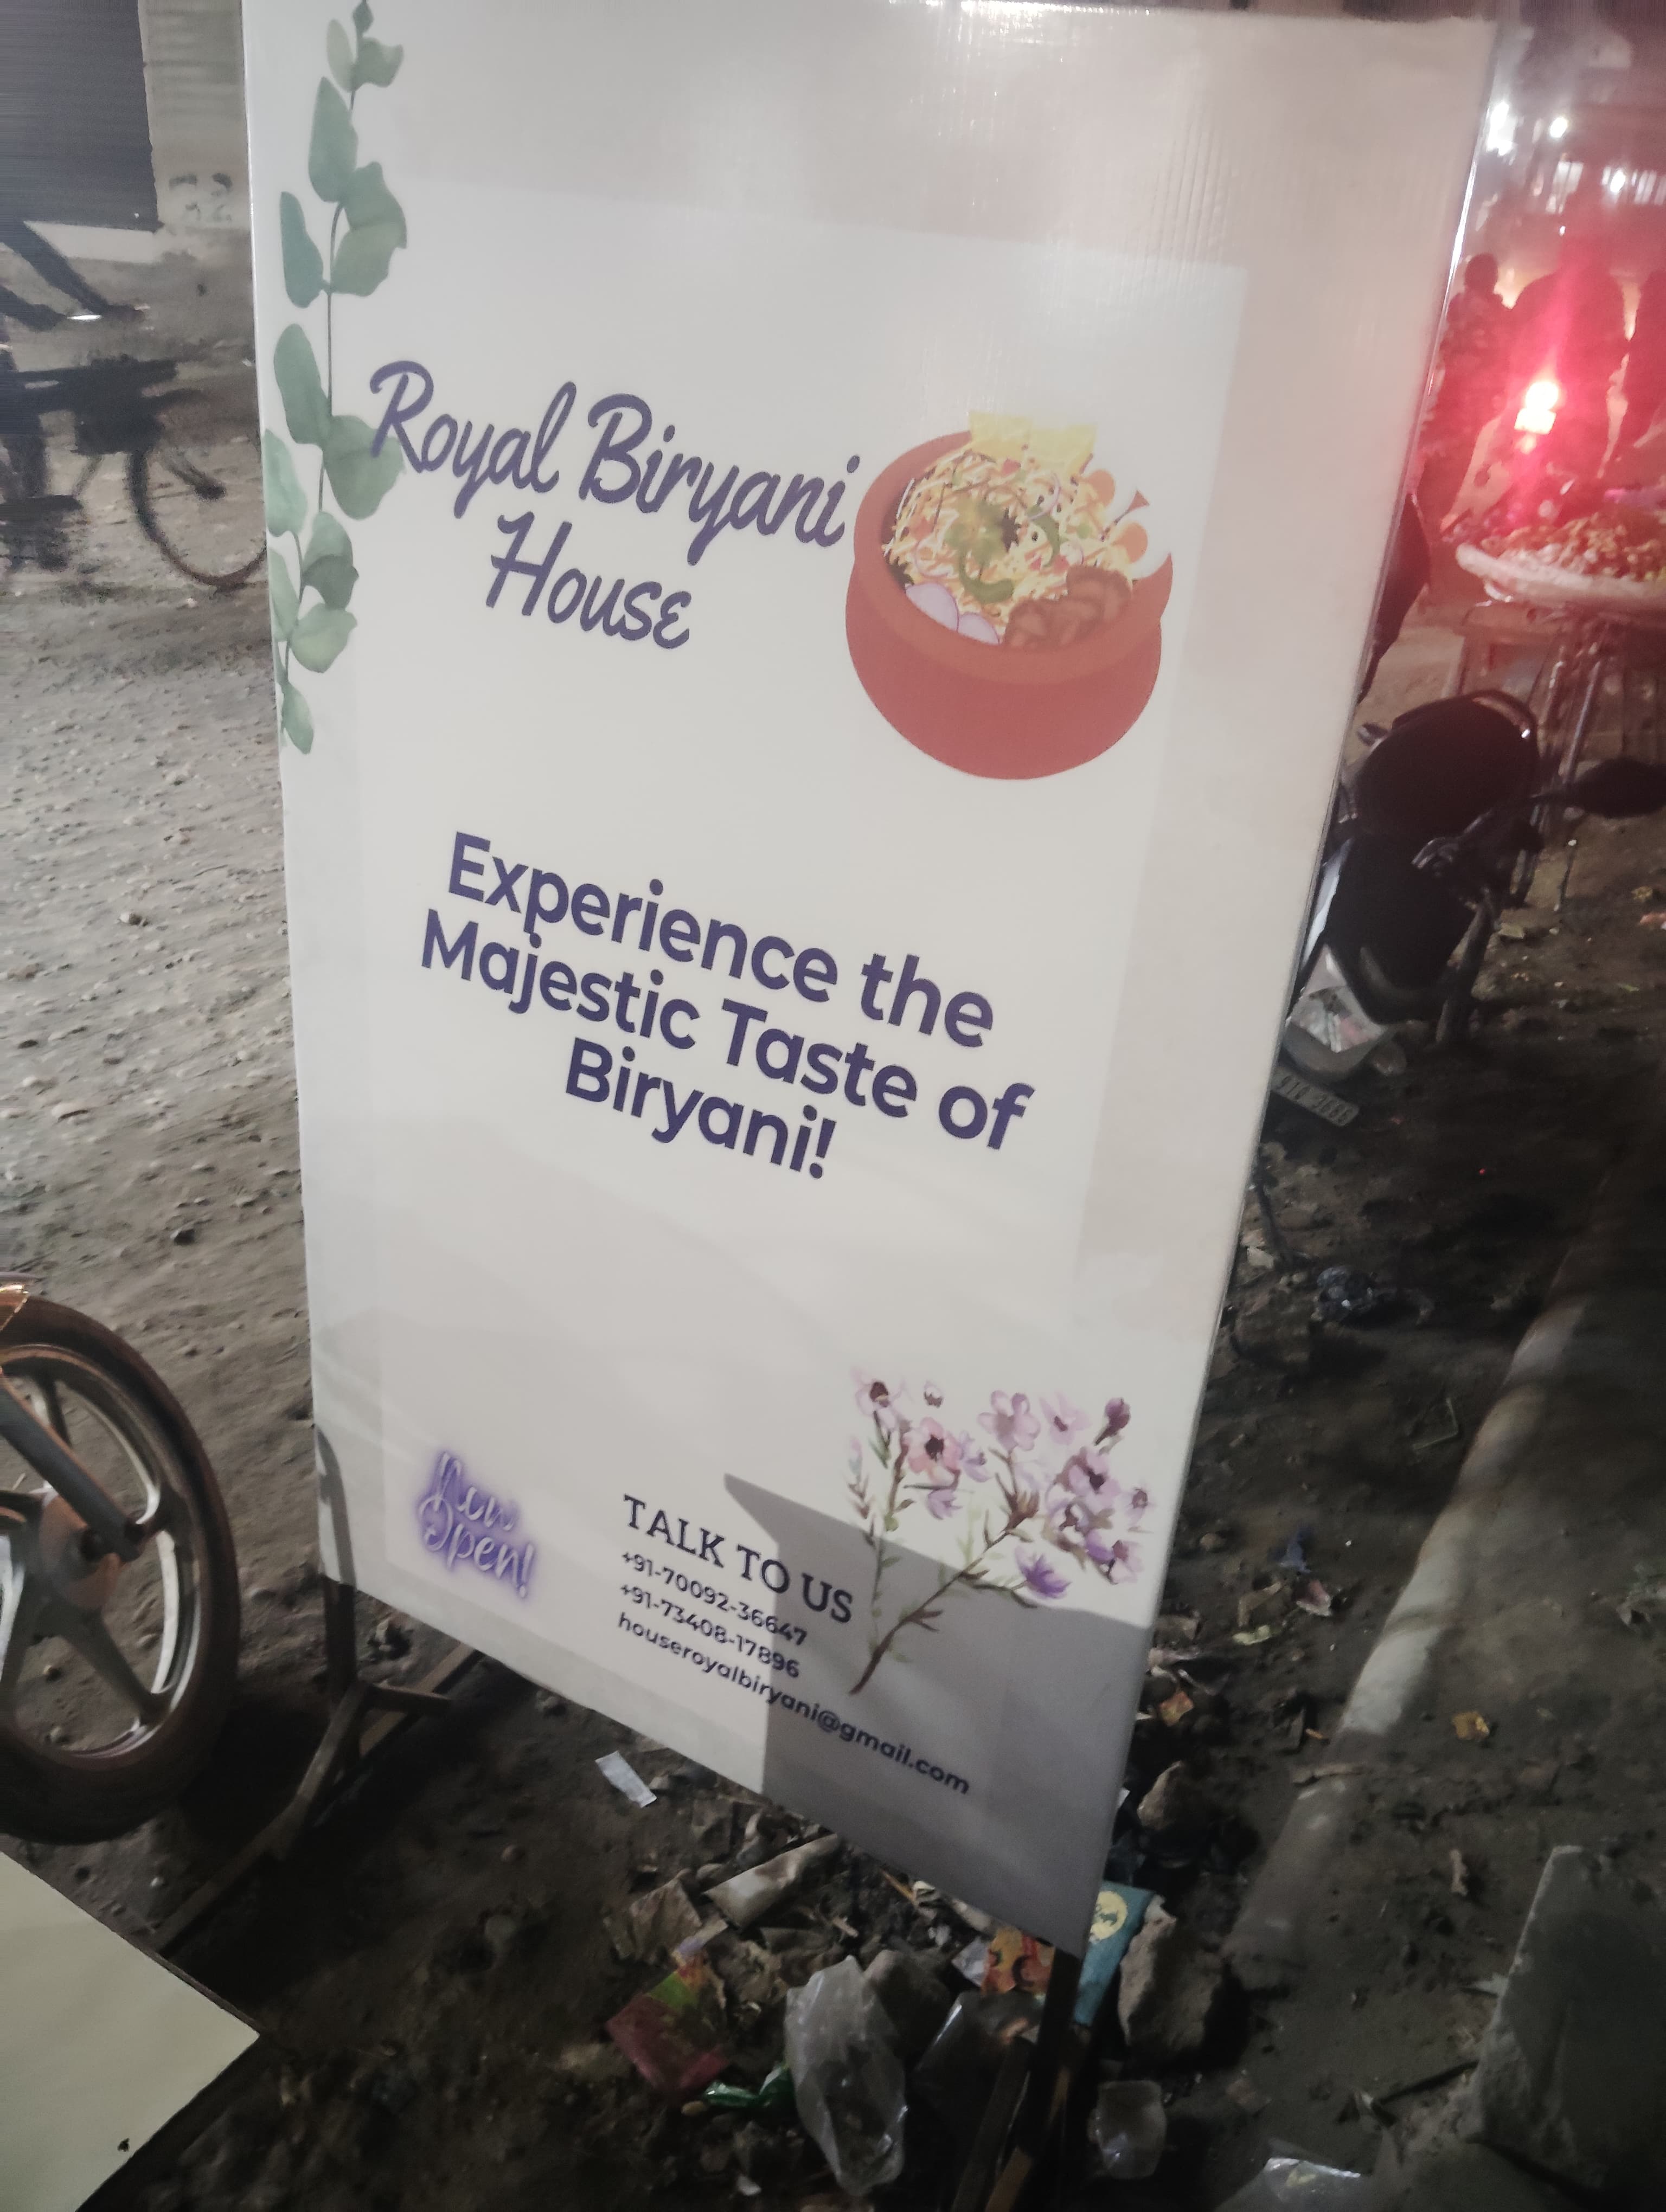 Royal Biryani
House
Experience the
Majestic Taste of
Biryani!
Now
Open!
TALK TO US
+91-70092-36647
+91-73408-17896
houseroyalbiryani@gmail.com